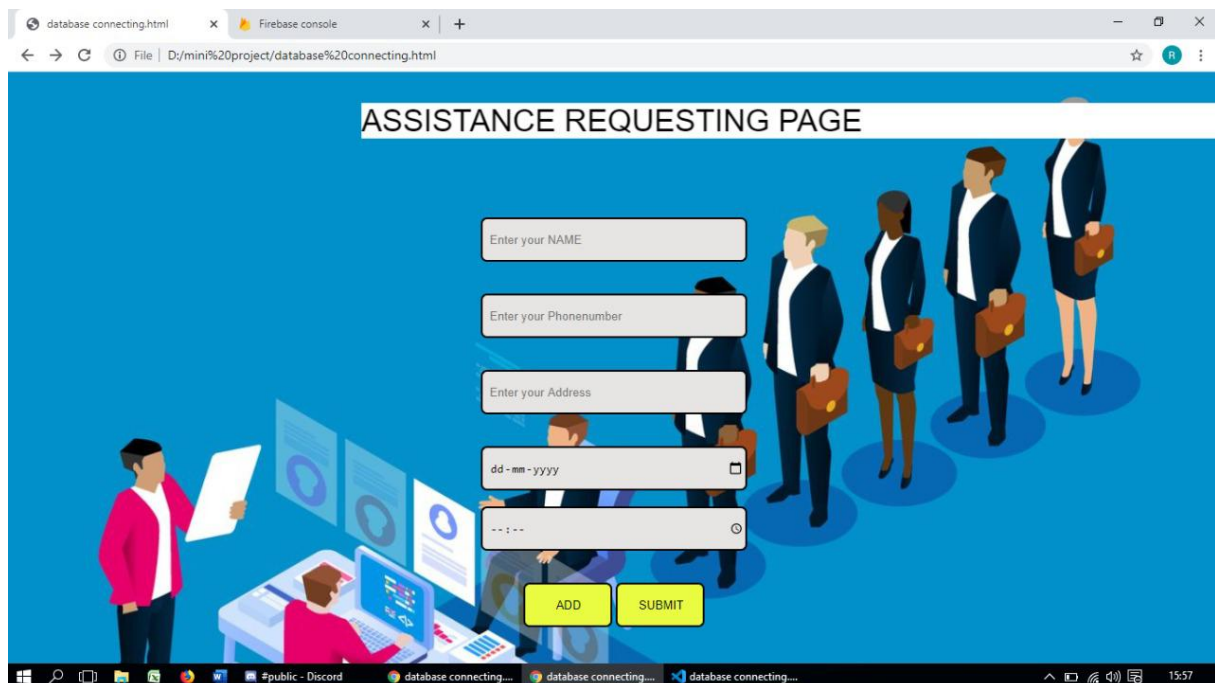 database connecting.html
Firebase console
File D:/mini%20project/database%20connecting.html
R
ASSISTANCE REQUESTING PAGE
Enter your NAME
Enter your Phonenumber
Enter your Address
dd-mm-yyyy
--:--
ADD SUBMIT
#public - Discord database connecting.... database connecting.... database connecting.... 15:57